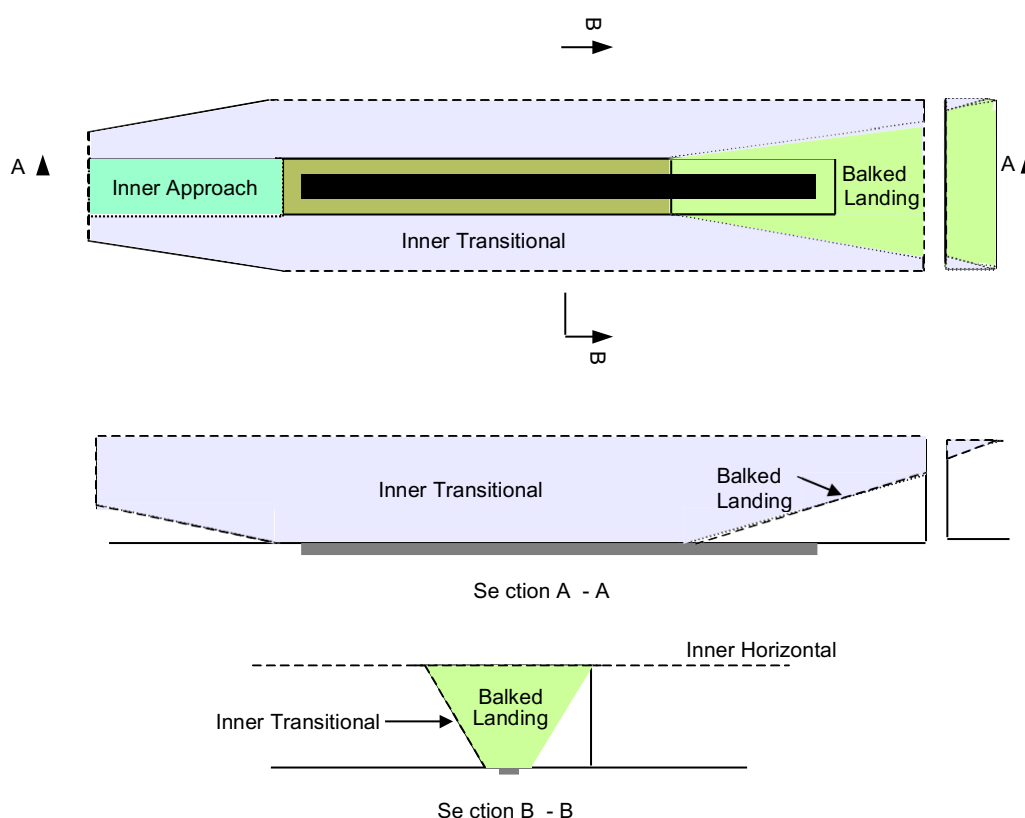 B
A
A
Inner Approach
Balked
Landing
Inner Transitional
B
Inner Transitional
Balked
Landing
Se ction A - A
Inner Horizontal
Balked
Landing
Inner Transitional
Se ction B - B